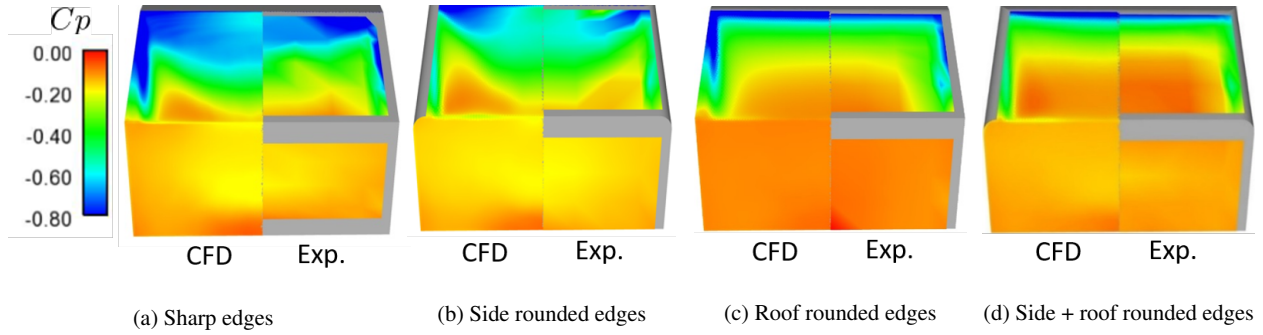 Cp
0.00
-0.20
-0.40
-0.60
-0.80
CFD Exp.
CFD Exp.
CFD Exp.
CFD Exp.
(a) Sharp edges
(b) Side rounded edges
(c) Roof rounded edges
(d) Side + roof rounded edges